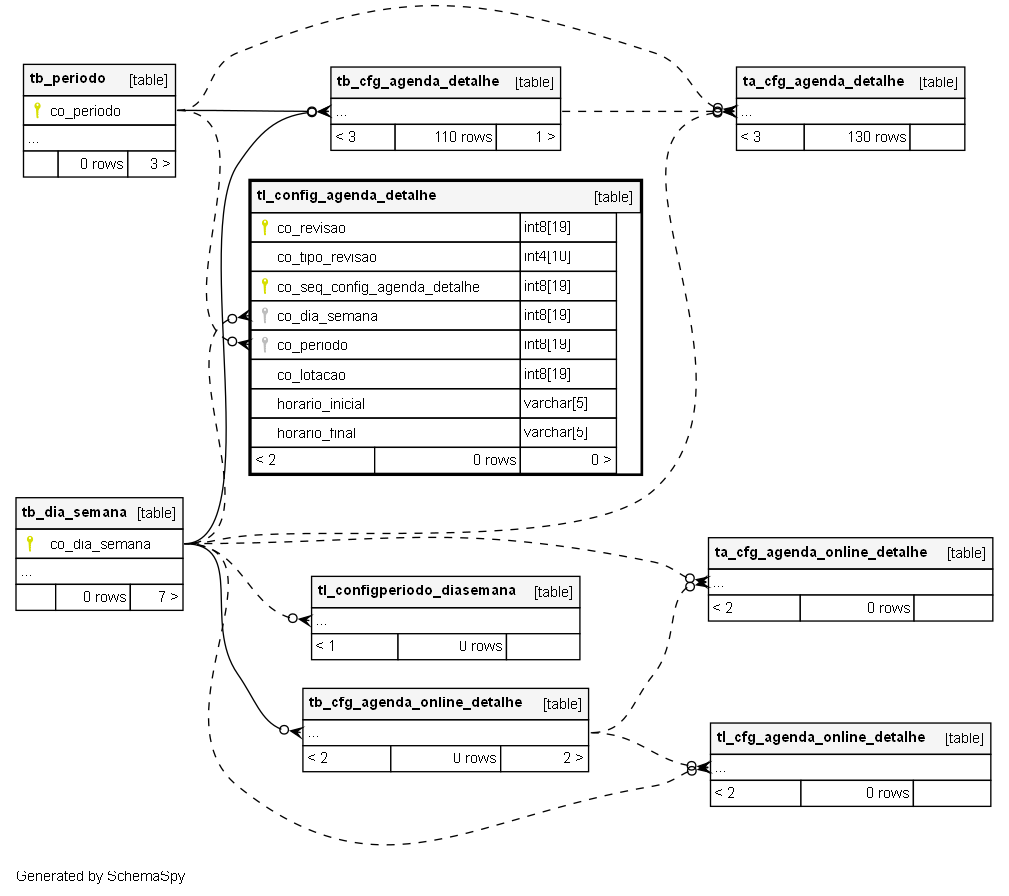 tb_periodo [table]
co_periodo
...
0 rows 3 >
tb_cfg_agenda_detalhe [table]
...
< 3 110 rows 1 >
ta_cfg_agenda_detalhe [table]
...
< 3 130 rows
tl_config_agenda_detalhe [table]
co_revisao int8[19]
co_tipo_revisao int4[10]
co_seq_config_agenda_detalhe int8[19]
co_dia_semana int8[19]
co_periodo int8[19]
co_lotacao int8[19]
horario_inicial varchar[5]
horario_final varchar[5]
< 2 0 rows 0 >
tb_dia_semana [table]
co_dia_semana
...
0 rows 7 >
ta_cfg_agenda_online_detalhe [table]
...
< 2 0 rows
tl_configperiodo_diasemana [table]
...
< 1 0 rows
tb_cfg_agenda_online_detalhe [table]
...
< 2 0 rows 2 >
tl_cfg_agenda_online_detalhe [table]
...
< 2 0 rows
Generated by SchemaSpy